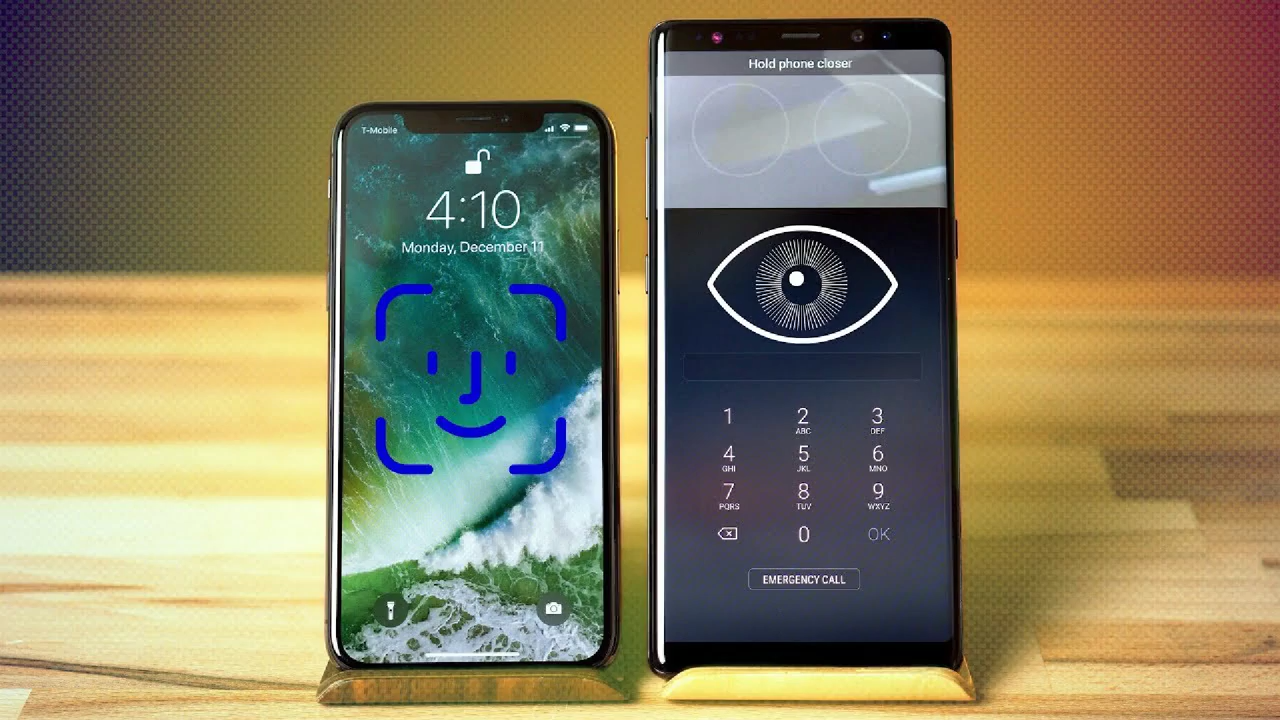 T-Mobile
4:10
Monday, December 11
Hold phone closer
1 2 3
ABC DEF
4 5 6
GHI JKL MNO
7 8 9
PQRS TUV WXYZ
0 OK
EMERGENCY CALL